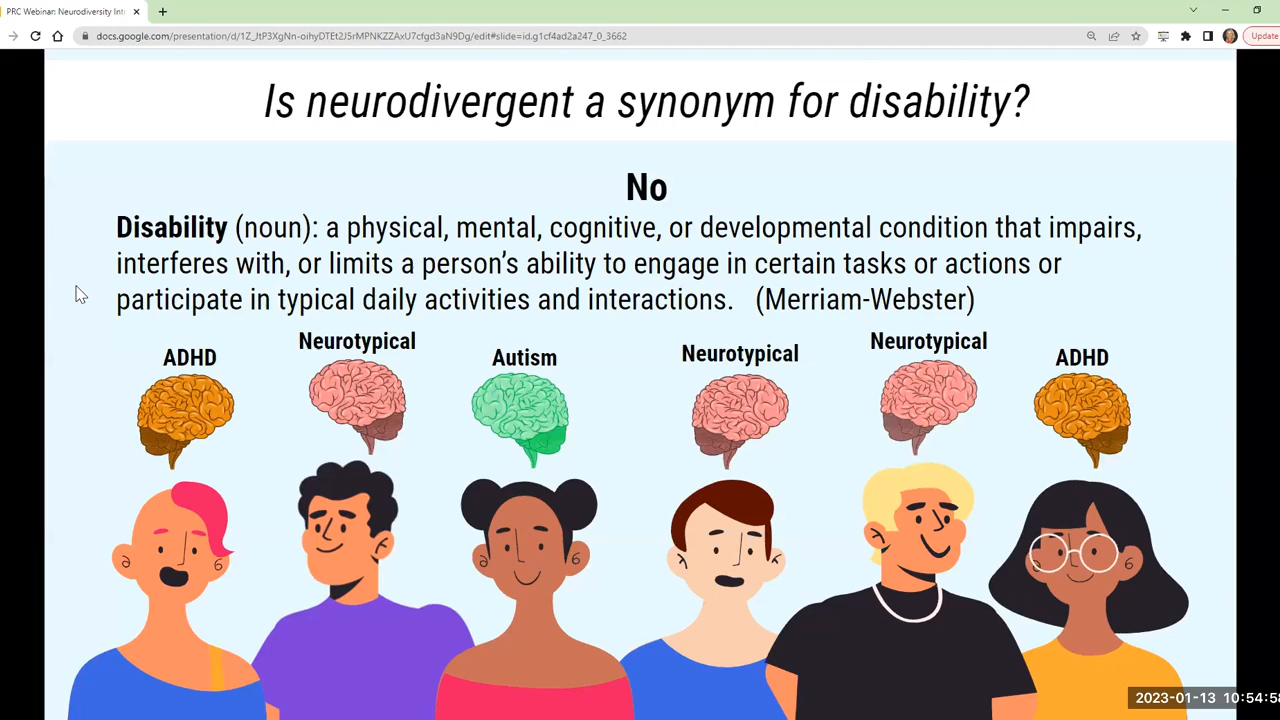 PRC Webinar: Neurodiversity Int
docs.google.com/presentation/d/1Z_JtP3XgNn-oihyDTEt2J5rMPNKZZAxU7cfgd3aN9Dg/edit#slide=id.g1cf4ad2a247_0_3662
Update
Is neurodivergent a synonym for disability?
No
Disability (noun): a physical, mental, cognitive, or developmental condition that impairs,
interferes with, or limits a person's ability to engage in certain tasks or actions or
participate in typical daily activities and interactions. (Merriam-Webster)
ADHD Neurotypical Autism Neurotypical Neurotypical ADHD
2023-01-13 10:54:58